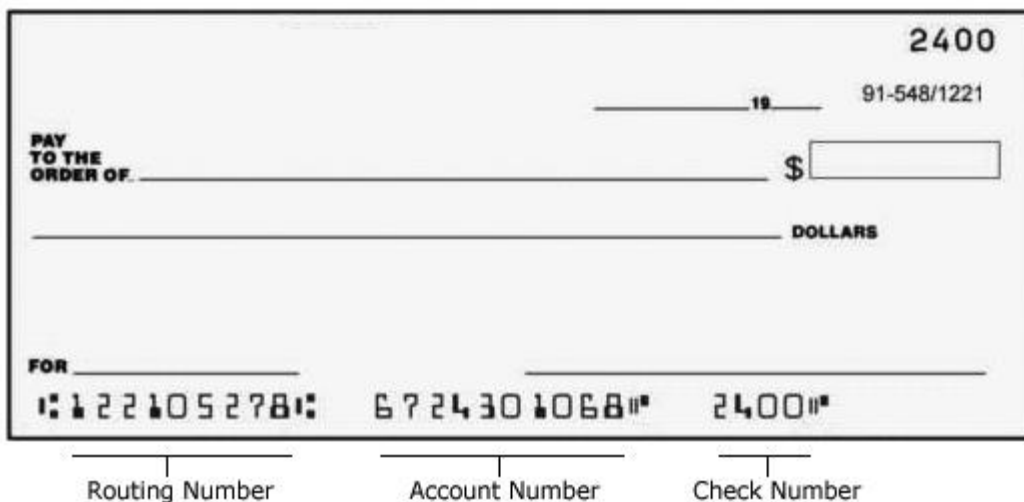 2400
19 91-548/1221
PAY
TO THE
ORDER OF $
DOLLARS
FOR
⑆122105278⑆ 6724301068⑈ 2400⑈
Routing Number Account Number Check Number